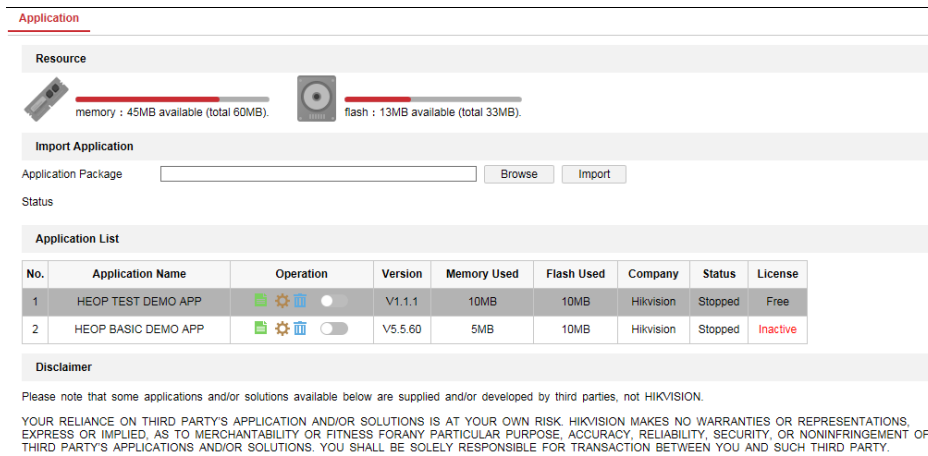 Application
Resource
memory : 45MB available (total 60MB).
flash : 13MB available (total 33MB).
Import Application
Application Package Browse Import
Status
Application List
No. Application Name Operation Version Memory Used Flash Used Company Status License
1 HEOP TEST DEMO APP V1.1.1 10MB 10MB Hikvision Stopped Free
2 HEOP BASIC DEMO APP V5.5.60 5MB 10MB Hikvision Stopped Inactive
Disclaimer
Please note that some applications and/or solutions available below are supplied and/or developed by third parties, not HIKVISION.
YOUR RELIANCE ON THIRD PARTY'S APPLICATION AND/OR SOLUTIONS IS AT YOUR OWN RISK. HIKVISION MAKES NO WARRANTIES OR REPRESENTATIONS,
EXPRESS OR IMPLIED, AS TO MERCHANTABILITY OR FITNESS FORANY PARTICULAR PURPOSE, ACCURACY, RELIABILITY, SECURITY, OR NONINFRINGEMENT OF
THIRD PARTY'S APPLICATIONS AND/OR SOLUTIONS. YOU SHALL BE SOLELY RESPONSIBLE FOR TRANSACTION BETWEEN YOU AND SUCH THIRD PARTY.